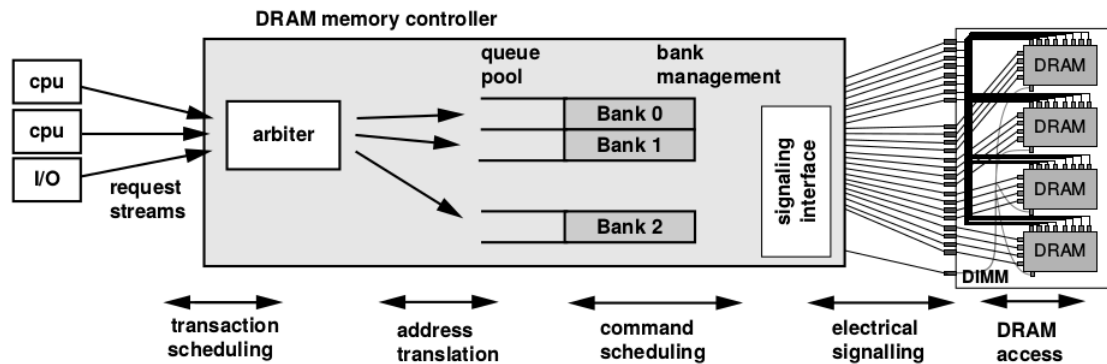 DRAM memory controller
queue
pool
bank
management
cpu
cpu
I/O
request
streams
arbiter
Bank 0
Bank 1
Bank 2
signaling
interface
DRAM
DRAM
DRAM
DRAM
DIMM
transaction
scheduling
address
translation
command
scheduling
electrical
signalling
DRAM
access